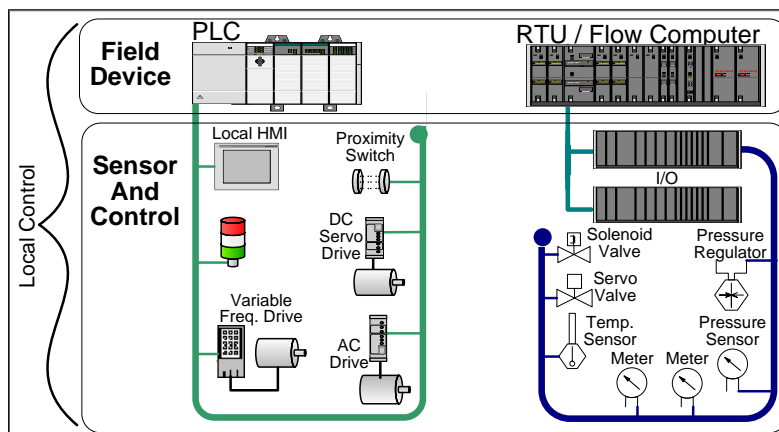 PLC
RTU / Flow Computer
Field
Device
Local Control
Sensor
And
Control
Local HMI
Proximity
Switch
DC
Servo
Drive
Variable
Freq. Drive
AC
Drive
I/O
Solenoid
Valve
Pressure
Regulator
Servo
Valve
Temp.
Sensor
Pressure
Sensor
Meter
Meter